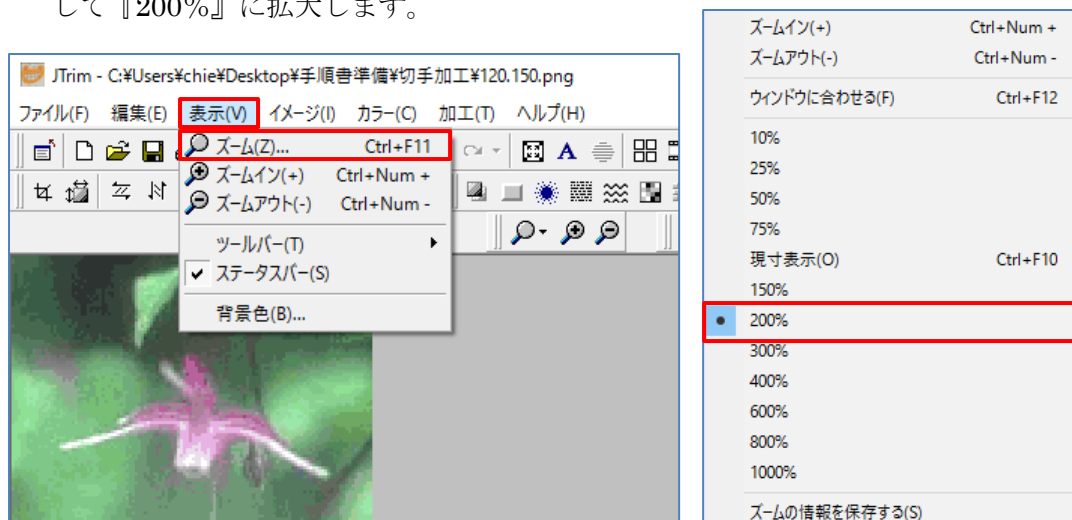 して『200%』に拡大します。
JTrim - C:¥Users¥chie¥Desktop¥手順書準備¥切手加工¥120.150.png
ファイル(F) 編集(E) 表示(V) イメージ(I) カラー(C) 加工(T) ヘルプ(H)
ズーム(Z)... Ctrl+F11
ズームイン(+) Ctrl+Num +
ズームアウト(-) Ctrl+Num -
ツールバー(T)
ステータスバー(S)
背景色(B)...
ズームイン(+) Ctrl+Num +
ズームアウト(-) Ctrl+Num -
ウィンドウに合わせる(F) Ctrl+F12
10%
25%
50%
75%
現寸表示(O) Ctrl+F10
150%
200%
300%
400%
600%
800%
1000%
ズームの情報を保存する(S)